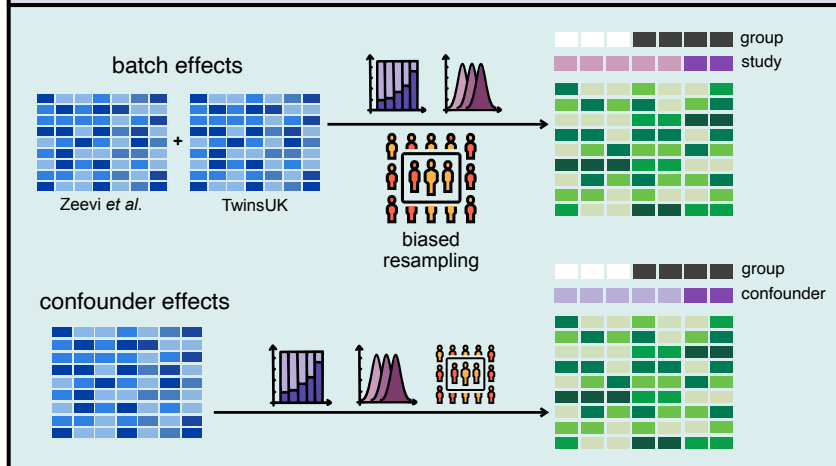 batch effects
group
study
+
Zeevi et al.
TwinsUK
biased
resampling
confounder effects
group
confounder